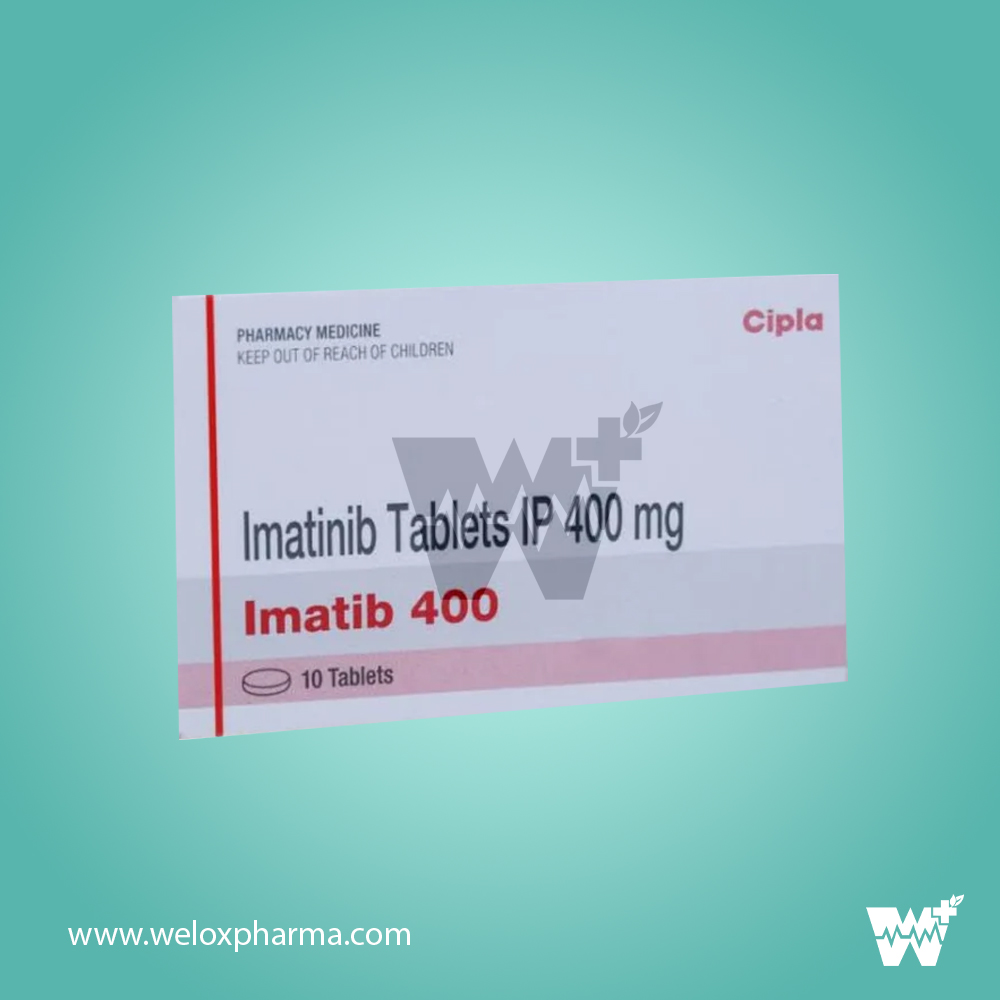 PHARMACY MEDICINE
KEEP OUT OF REACH OF CHILDREN
Cipla
Imatinib Tablets IP 400 mg
Imatib 400
10 Tablets
www.weloxpharma.com